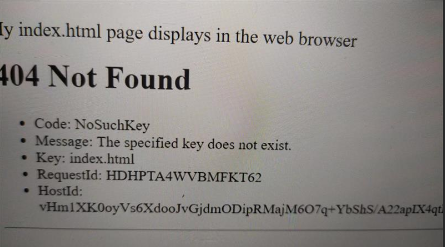 ly index.html page displays in the web browser
404 Not Found
• Code: NoSuchKey
• Message: The specified key does not exist.
• Key: index.html
• RequestId: HDHPTA4WVBMFKT62
• HostId:
vHm1XK0oyVs6XdooJvGjdmODipRMajM6O7q+YbShS/A22apIX4qt